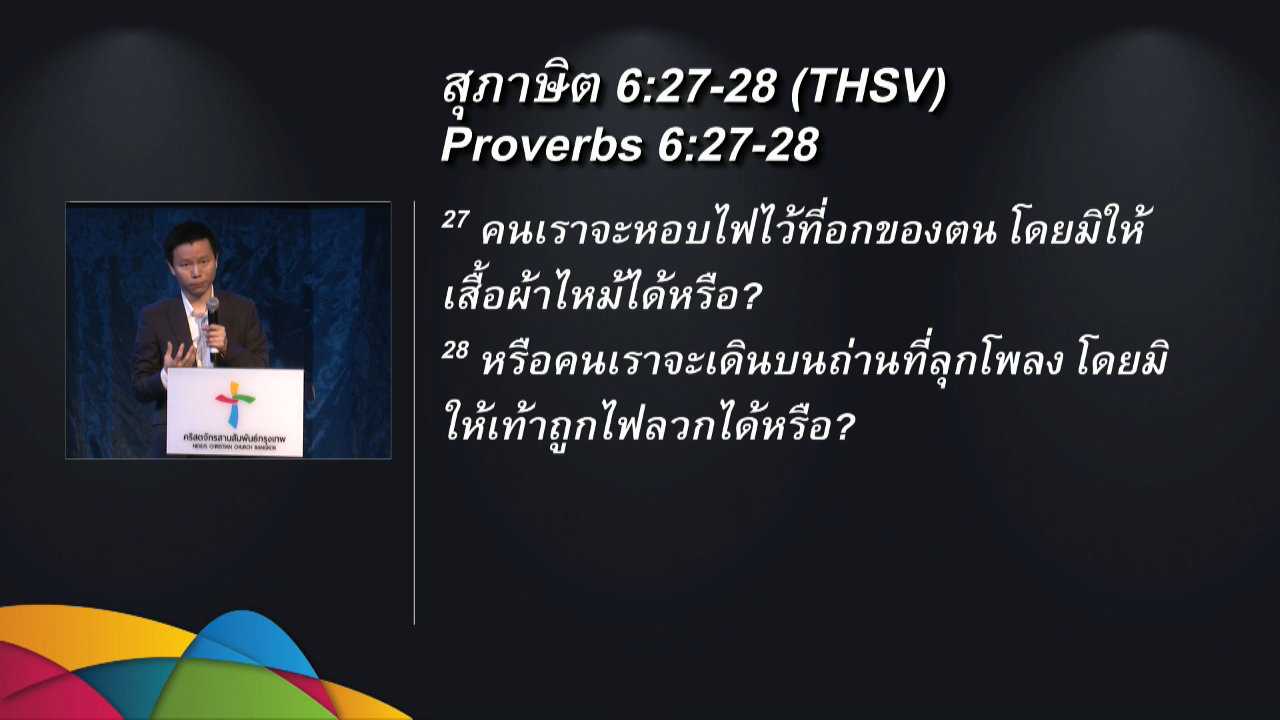 สุภาษิต 6:27-28 (THSV)
Proverbs 6:27-28
27 คนเราจะหอบไฟไว้ที่อกของตน โดยมิให้
เสื้อผ้าไหม้ได้หรือ?
28 หรือคนเราจะเดินบนถ่านที่ลุกโพลง โดยมิ
ให้เท้าถูกไฟลวกได้หรือ?
คริสตจักรสานสัมพันธ์กรุงเทพ
NEXUS CHRISTIAN CHURCH BANGKOK